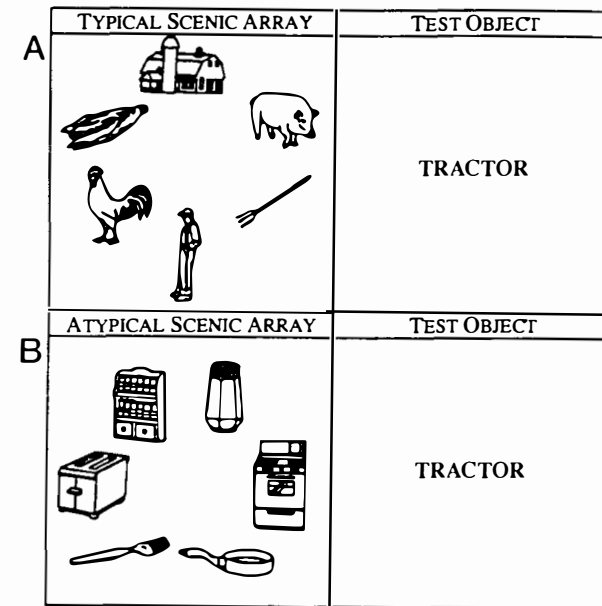 TYPICAL SCENIC ARRAY
TEST OBJECT
A
TRACTOR
ATYPICAL SCENIC ARRAY
TEST OBJECT
B
TRACTOR